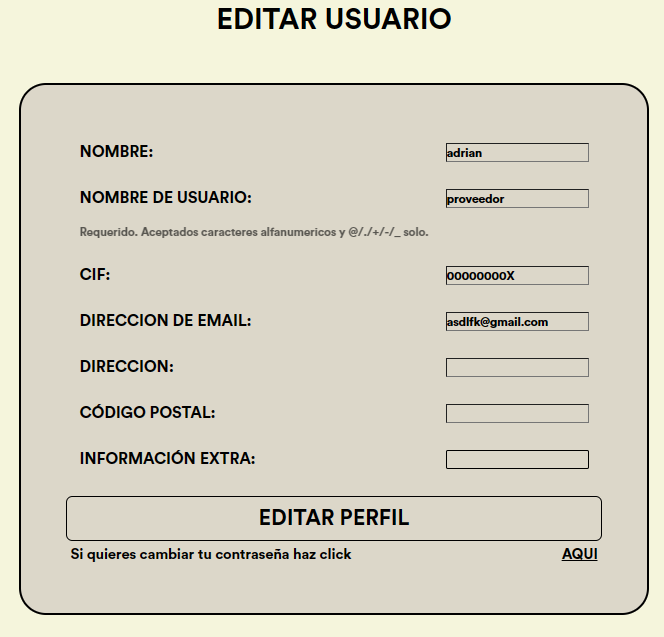 EDITAR USUARIO
NOMBRE: adrian
NOMBRE DE USUARIO: proveedor
Requerido. Aceptados caracteres alfanumericos y @/./+/-/_ solo.
CIF: 00000000X
DIRECCION DE EMAIL: asdlfk@gmail.com
DIRECCION:
CÓDIGO POSTAL:
INFORMACIÓN EXTRA:
EDITAR PERFIL
Si quieres cambiar tu contraseña haz click AQUI